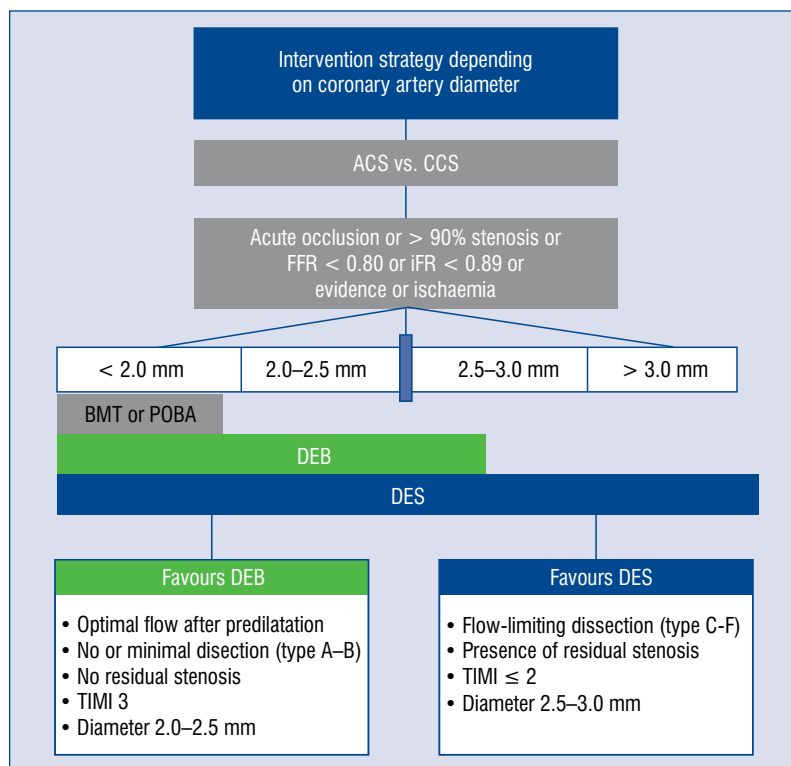 Intervention strategy depending
on coronary artery diameter
ACS vs. CCS
Acute occlusion or > 90% stenosis or
FFR < 0.80 or iFR < 0.89 or
evidence or ischaemia
< 2.0 mm
2.0–2.5 mm
2.5–3.0 mm
> 3.0 mm
BMT or POBA
DEB
DES
Favours DEB
• Optimal flow after predilatation
• No or minimal disection (type A–B)
• No residual stenosis
• TIMI 3
• Diameter 2.0–2.5 mm
Favours DES
• Flow-limiting dissection (type C-F)
• Presence of residual stenosis
• TIMI ≤ 2
• Diameter 2.5–3.0 mm